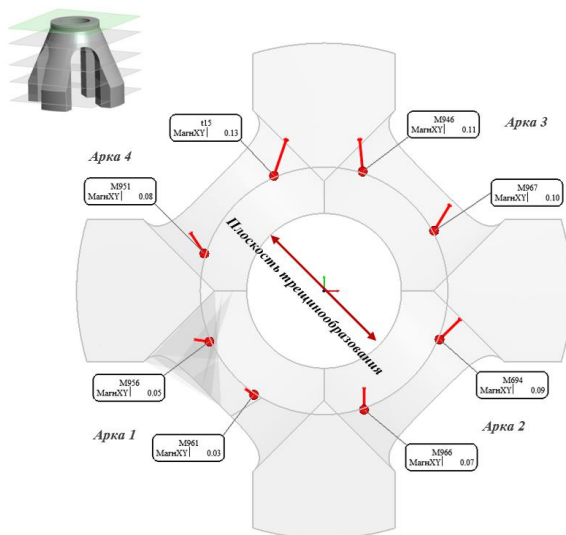 t15
МагнXY 0.13
M946
МагнXY 0.11
Арка 3
Арка 4
M951
МагнXY 0.08
M967
МагнXY 0.10
Плоскость трещинообразования
M956
МагнXY 0.05
M694
МагнXY 0.09
Арка 1
M961
МагнXY 0.03
Арка 2
M966
МагнXY 0.07